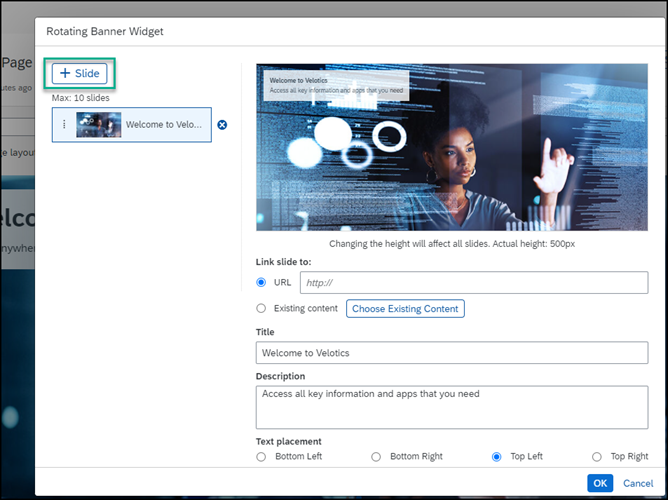 Rotating Banner Widget
Page
+ Slide
utes ago
Max: 10 slides
Welcome to Velo...
Welcome to Velotics
Access all key information and apps that you need
Changing the height will affect all slides. Actual height: 500px
Link slide to:
URL
http://
Existing content
Choose Existing Content
Title
Welcome to Velotics
Description
Access all key information and apps that you need
Text placement
Bottom Left
Bottom Right
Top Left
Top Right
OK
Cancel
ge layou
elco
nywhe